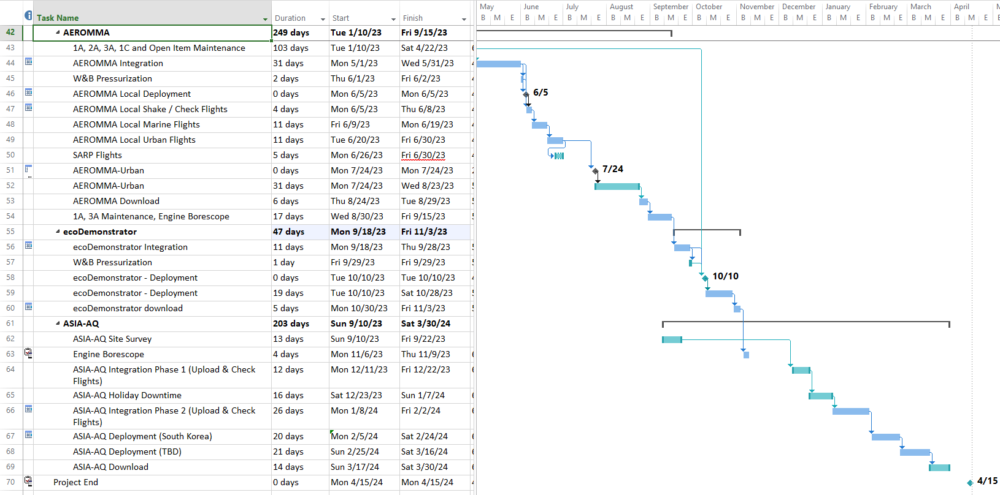 May June July August September October November December January February March April
Task Name Duration Start Finish B M E B M E B M E B M E B M E B M E B M E B M E B M E B M E B M E B M E B
42 AEROMMA 249 days Tue 1/10/23 Fri 9/15/23
43 1A, 2A, 3A, 1C and Open Item Maintenance 103 days Tue 1/10/23 Sat 4/22/23
44 AEROMMA Integration 31 days Mon 5/1/23 Wed 5/31/23
45 W&B Pressurization 2 days Thu 6/1/23 Fri 6/2/23
46 AEROMMA Local Deployment 0 days Mon 6/5/23 Mon 6/5/23 6/5
47 AEROMMA Local Shake / Check Flights 4 days Mon 6/5/23 Thu 6/8/23
48 AEROMMA Local Marine Flights 11 days Fri 6/9/23 Mon 6/19/23
49 AEROMMA Local Urban Flights 11 days Tue 6/20/23 Fri 6/30/23
50 SARP Flights 5 days Mon 6/26/23 Fri 6/30/23
51 AEROMMA-Urban 0 days Mon 7/24/23 Mon 7/24/23 7/24
52 AEROMMA-Urban 31 days Mon 7/24/23 Wed 8/23/23
53 AEROMMA Download 6 days Thu 8/24/23 Tue 8/29/23
54 1A, 3A Maintenance, Engine Borescope 17 days Wed 8/30/23 Fri 9/15/23
55 ecoDemonstrator 47 days Mon 9/18/23 Fri 11/3/23
56 ecoDemonstrator Integration 11 days Mon 9/18/23 Thu 9/28/23
57 W&B Pressurization 1 day Fri 9/29/23 Fri 9/29/23
58 ecoDemonstrator - Deployment 0 days Tue 10/10/23 Tue 10/10/23 10/10
59 ecoDemonstrator - Deployment 19 days Tue 10/10/23 Sat 10/28/23
60 ecoDemonstrator download 5 days Mon 10/30/23 Fri 11/3/23
61 ASIA-AQ 203 days Sun 9/10/23 Sat 3/30/24
62 ASIA-AQ Site Survey 13 days Sun 9/10/23 Fri 9/22/23
63 Engine Borescope 4 days Mon 11/6/23 Thu 11/9/23
64 ASIA-AQ Integration Phase 1 (Upload & Check 12 days Mon 12/11/23 Fri 12/22/23
Flights)
65 ASIA-AQ Holiday Downtime 16 days Sat 12/23/23 Sun 1/7/24
66 ASIA-AQ Integration Phase 2 (Upload & Check 26 days Mon 1/8/24 Fri 2/2/24
Flights)
67 ASIA-AQ Deployment (South Korea) 20 days Mon 2/5/24 Sat 2/24/24
68 ASIA-AQ Deployment (TBD) 21 days Sun 2/25/24 Sat 3/16/24
69 ASIA-AQ Download 14 days Sun 3/17/24 Sat 3/30/24
70 Project End 0 days Mon 4/15/24 Mon 4/15/24 4/15